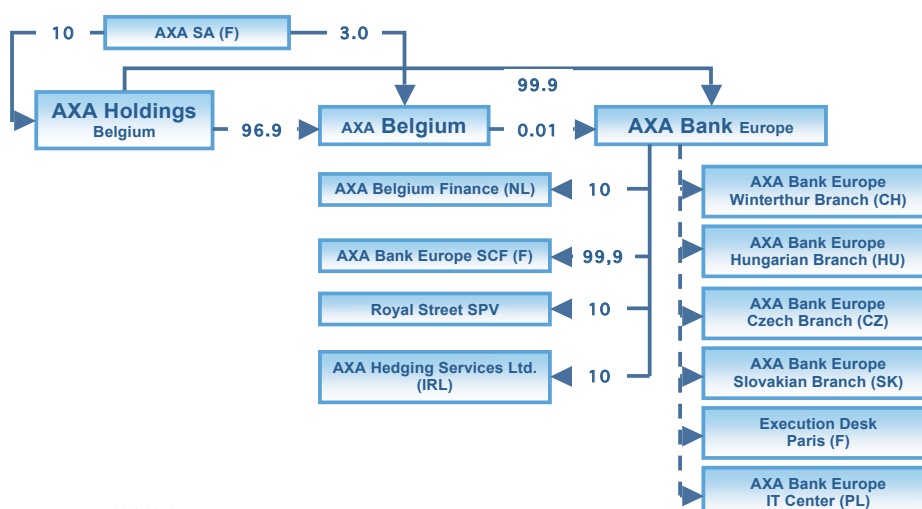 10
AXA SA (F)
3.0
99.9
AXA Holdings
Belgium
96.9
AXA Belgium
0.01
AXA Bank Europe
AXA Belgium Finance (NL)
10
AXA Bank Europe
Winterthur Branch (CH)
AXA Bank Europe SCF (F)
99,9
AXA Bank Europe
Hungarian Branch (HU)
Royal Street SPV
10
AXA Bank Europe
Czech Branch (CZ)
AXA Hedging Services Ltd.
(IRL)
10
AXA Bank Europe
Slovakian Branch (SK)
Execution Desk
Paris (F)
AXA Bank Europe
IT Center (PL)